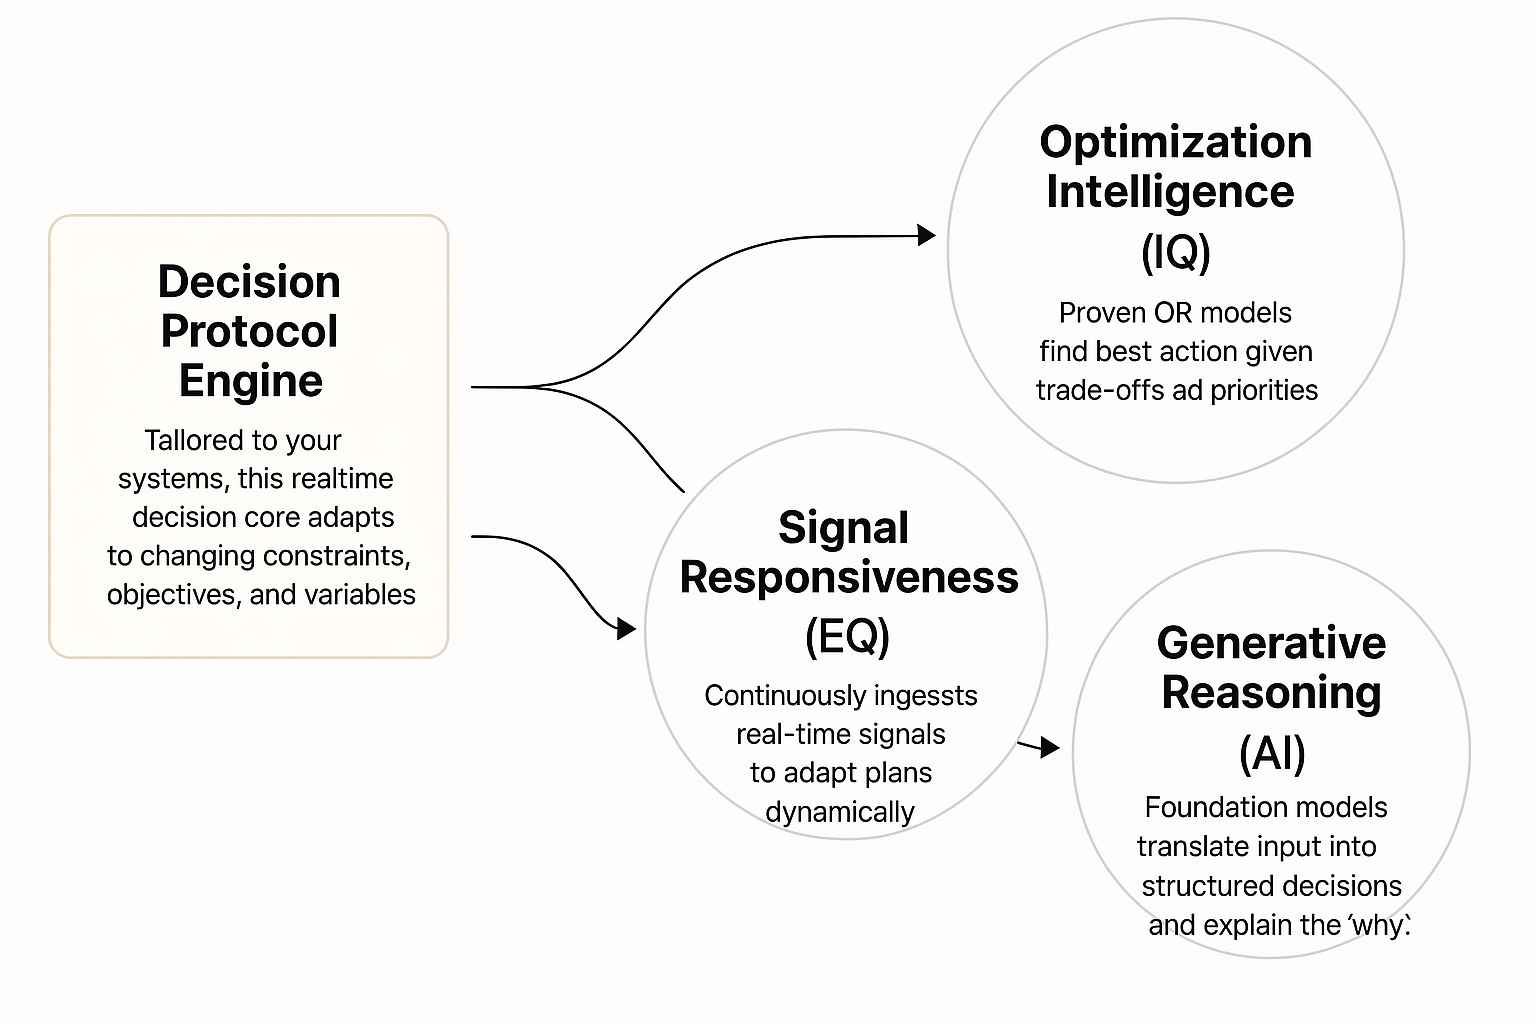 Decision
Protocol
Engine
Tailored to your
systems, this realtime
decision core adapts
to changing constraints,
objectives, and variables
Optimization
Intelligence
(IQ)
Proven OR models
find best action given
trade-offs ad priorities
Signal
Responsiveness
(EQ)
Continuously ingessts
real-time signals
to adapt plans
dynamically
Generative
Reasoning
(AI)
Foundation models
translate input into
structured decisions
and explain the ‘why‵.